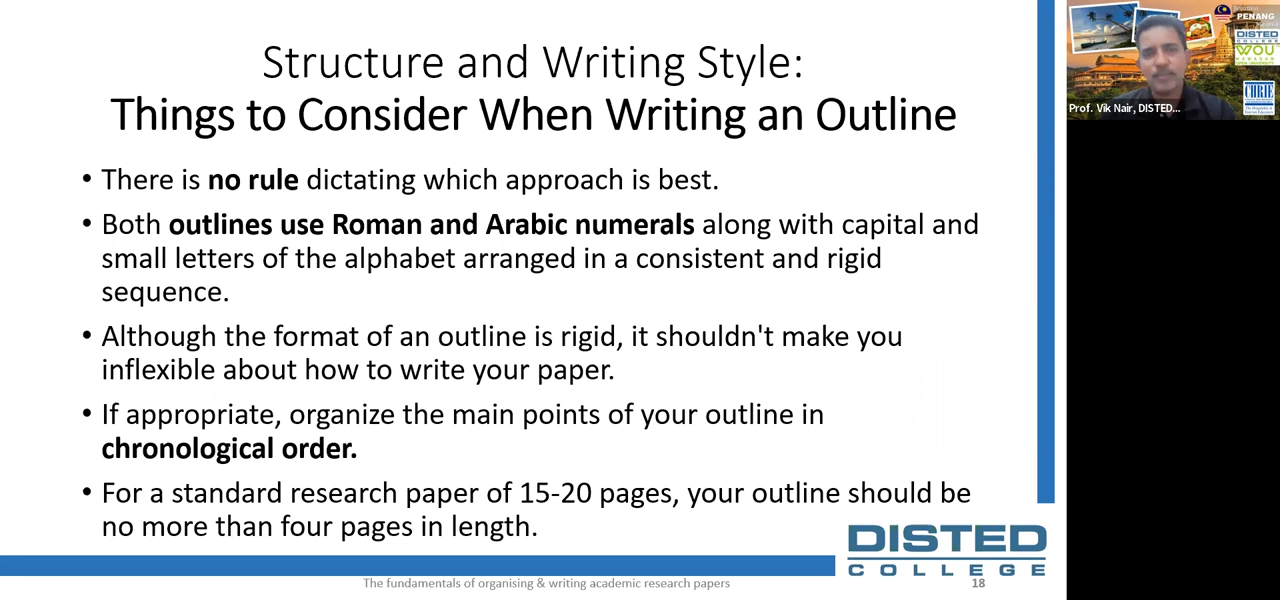 Structure and Writing Style:
Things to Consider When Writing an Outline
• There is no rule dictating which approach is best.
• Both outlines use Roman and Arabic numerals along with capital and
small letters of the alphabet arranged in a consistent and rigid
sequence.
• Although the format of an outline is rigid, it shouldn't make you
inflexible about how to write your paper.
• If appropriate, organize the main points of your outline in
chronological order.
• For a standard research paper of 15-20 pages, your outline should be
no more than four pages in length.
DISTED
COLLEGE
The fundamentals of organising & writing academic research papers
18
PENANG
DISTED
COLLEGE
WOU
CHRIE
Prof. Vik Nair, DISTED...